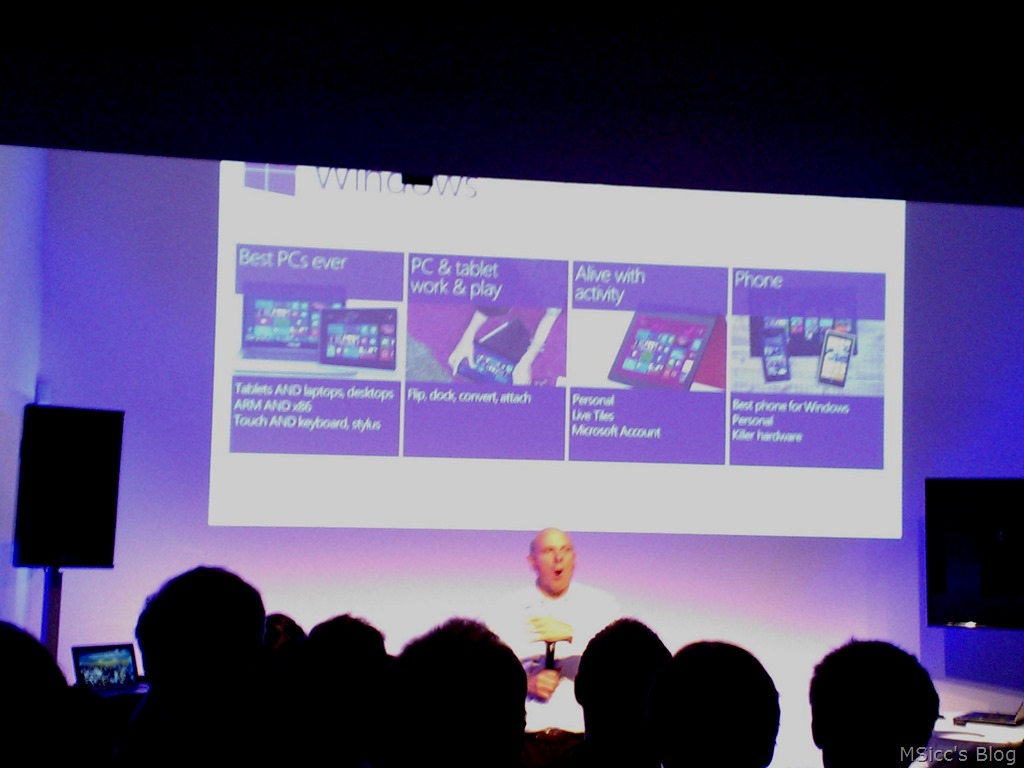 Windows
Best PCs ever
Tablets AND laptops, desktops
ARM AND x86
Touch AND keyboard, stylus
PC & tablet
work & play
Flip, dock, convert, attach
Alive with
activity
Personal
Live Tiles
Microsoft Account
Phone
Best phone for Windows
Personal
Killer hardware
MSicc's Blog